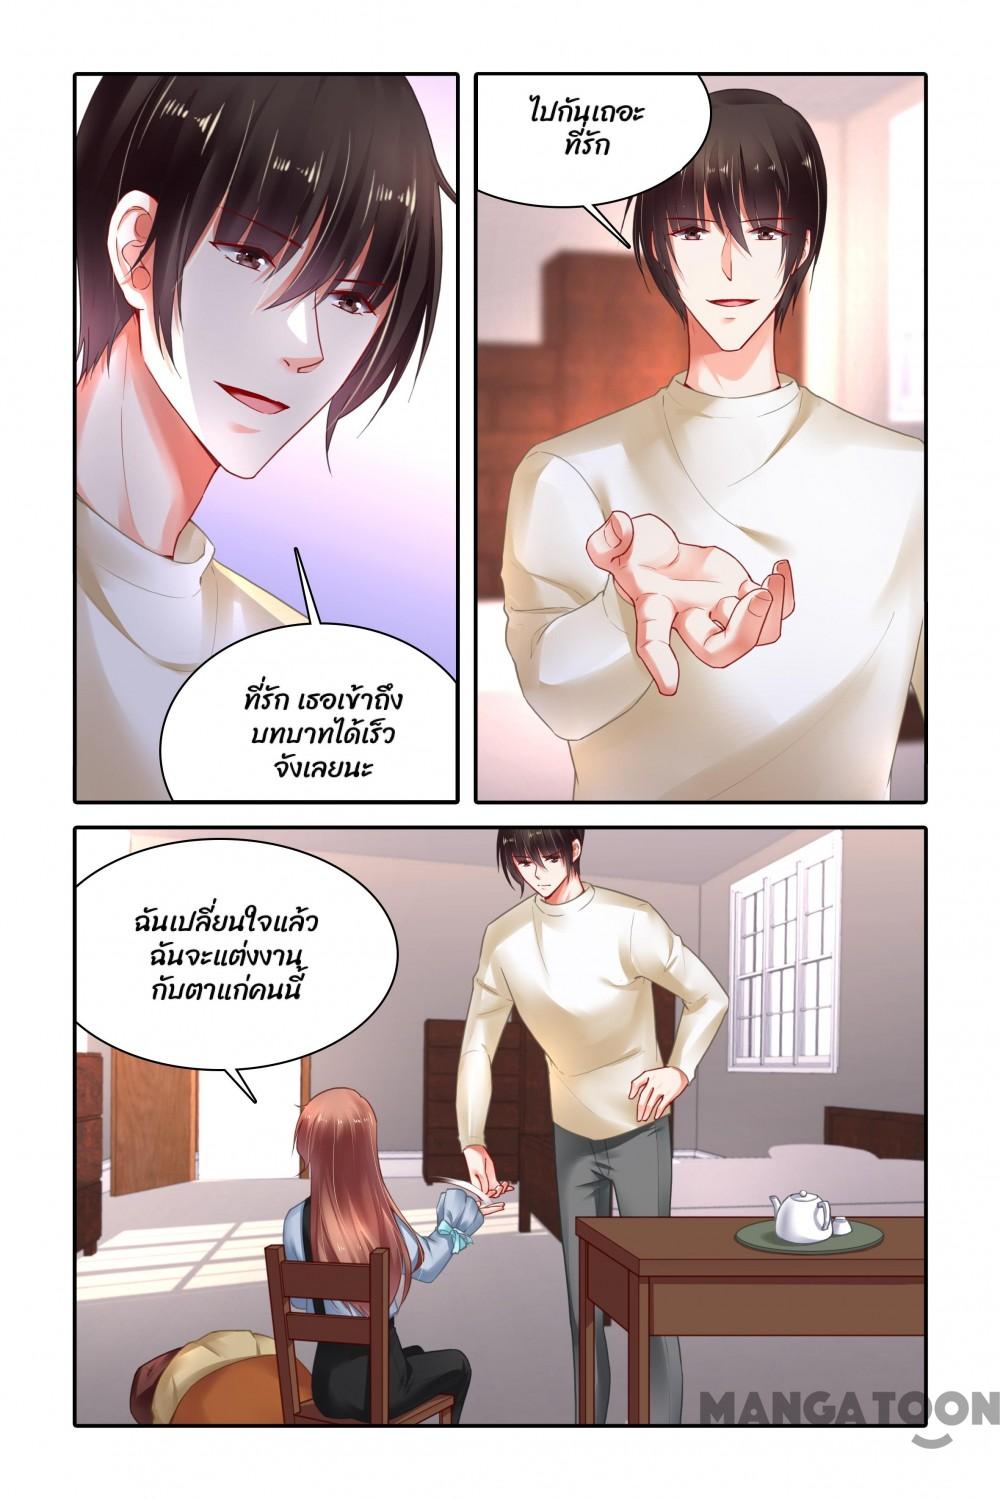 ที่รัก เธอเข้าถึง
บทบาทได้เร็ว
จังเลยนะ
ไปกันเถอะ
ที่รัก
ฉันเปลี่ยนใจแล้ว
ฉันจะแต่งงาน
กับตาแก่คนนี้
MANGATOON